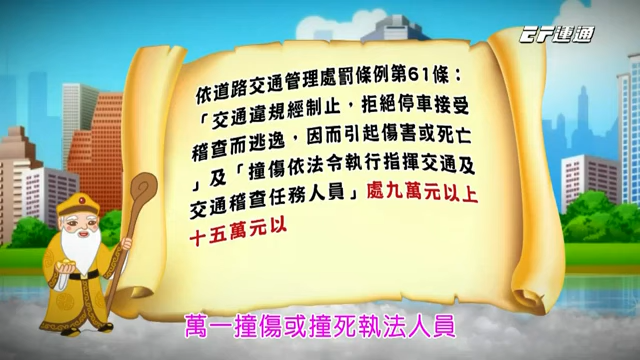 ET運通
依道路交通管理處罰條例第61條：
「交通違規經制止，拒絕停車接受
稽查而逃逸，因而引起傷害或死亡
」及「撞傷依法令執行指揮交通及
交通稽查任務人員」處九萬元以上
十五萬元以
萬一撞傷或撞死執法人員